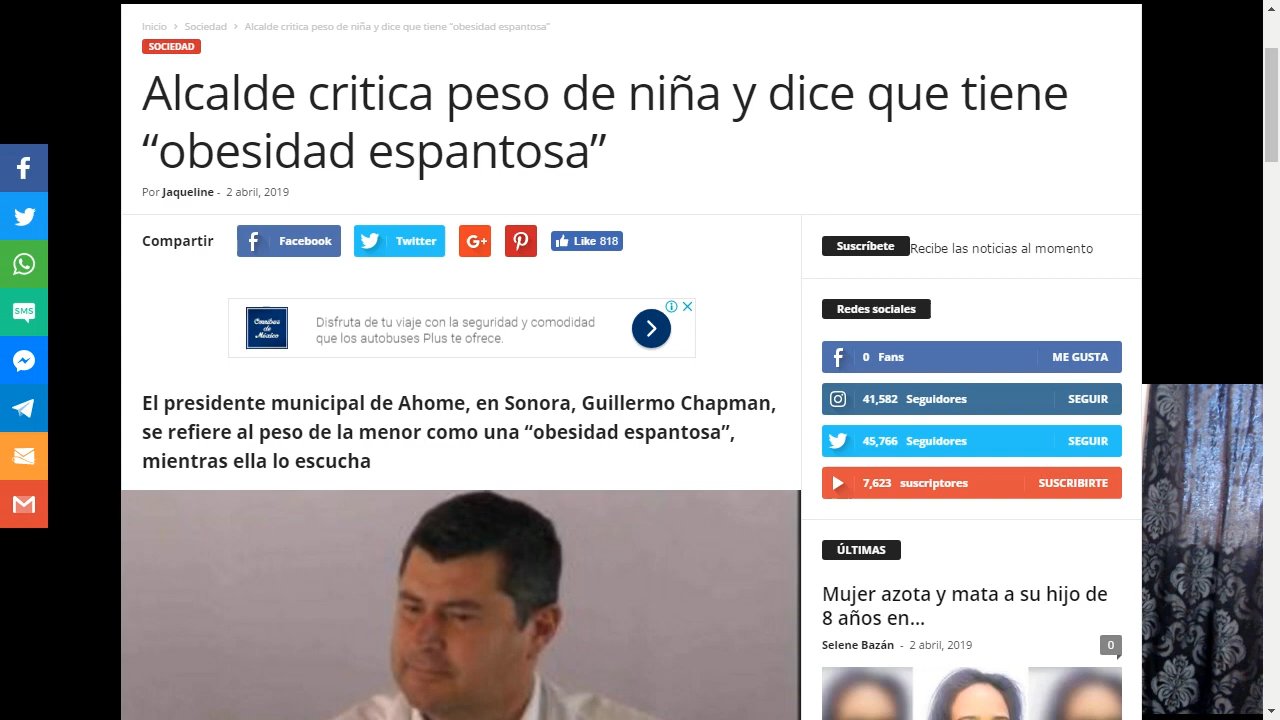 Inicio › Sociedad › Alcalde critica peso de niña y dice que tiene "obesidad espantosa"
SOCIEDAD
Alcalde critica peso de niña y dice que tiene
“obesidad espantosa”
Por Jaqueline - 2 abril, 2019
Compartir
Facebook
Twitter
G+
Like 818
Omnibus
de
México
Disfruta de tu viaje con la seguridad y comodidad
que los autobuses Plus te ofrece.
El presidente municipal de Ahome, en Sonora, Guillermo Chapman,
se refiere al peso de la menor como una “obesidad espantosa”,
mientras ella lo escucha
SMS
Suscríbete Recibe las noticias al momento
Redes sociales
0 Fans ME GUSTA
41,582 Seguidores SEGUIR
45,766 Seguidores SEGUIR
7,623 suscriptores SUSCRIBIRTE
ÚLTIMAS
Mujer azota y mata a su hijo de
8 años en...
Selene Bazán - 2 abril, 2019 0